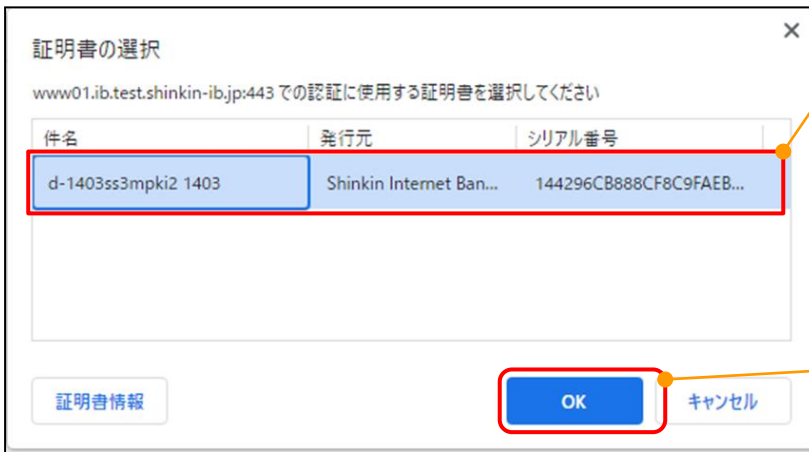 証明書の選択
www01.ib.test.shinkin-ib.jp:443 での認証に使用する証明書を選択してください
件名 発行元 シリアル番号
d-1403ss3mpki2 1403 Shinkin Internet Ban... 144296CB888CF8C9FAEB...
証明書情報 OK キャンセル